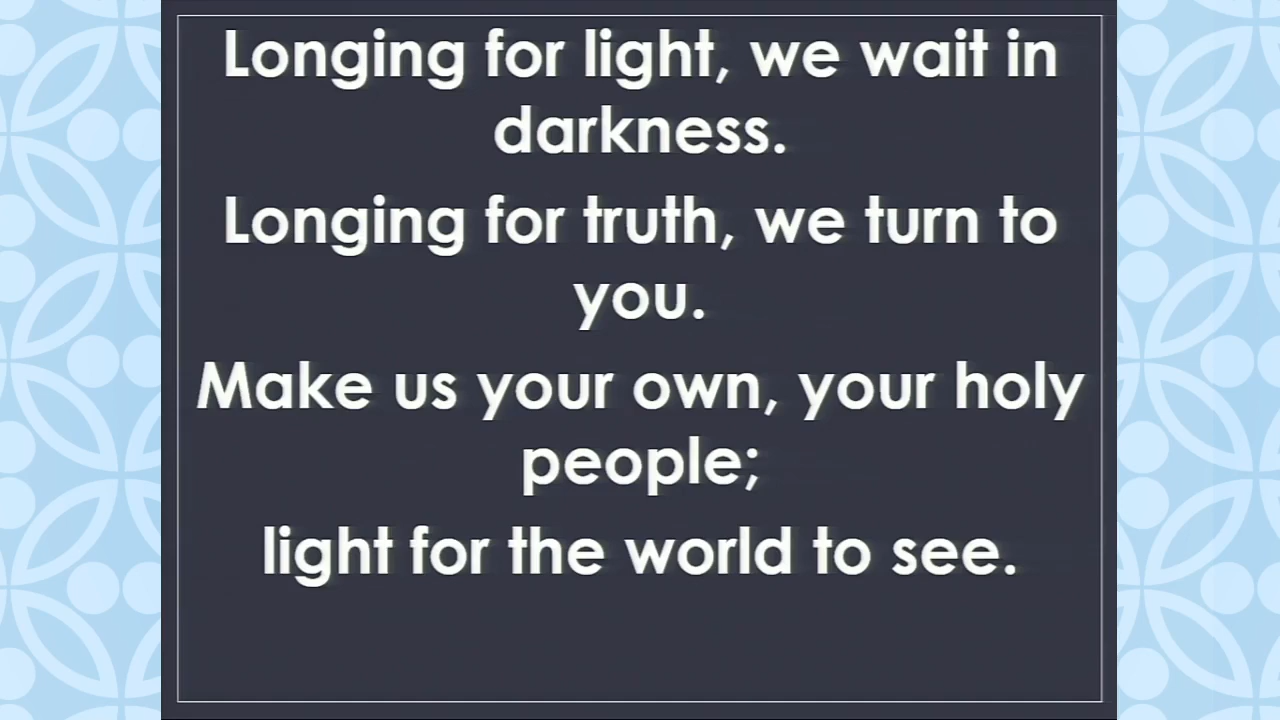 Longing for light, we wait in
darkness.
Longing for truth, we turn to
you.
Make us your own, your holy
people;
light for the world to see.